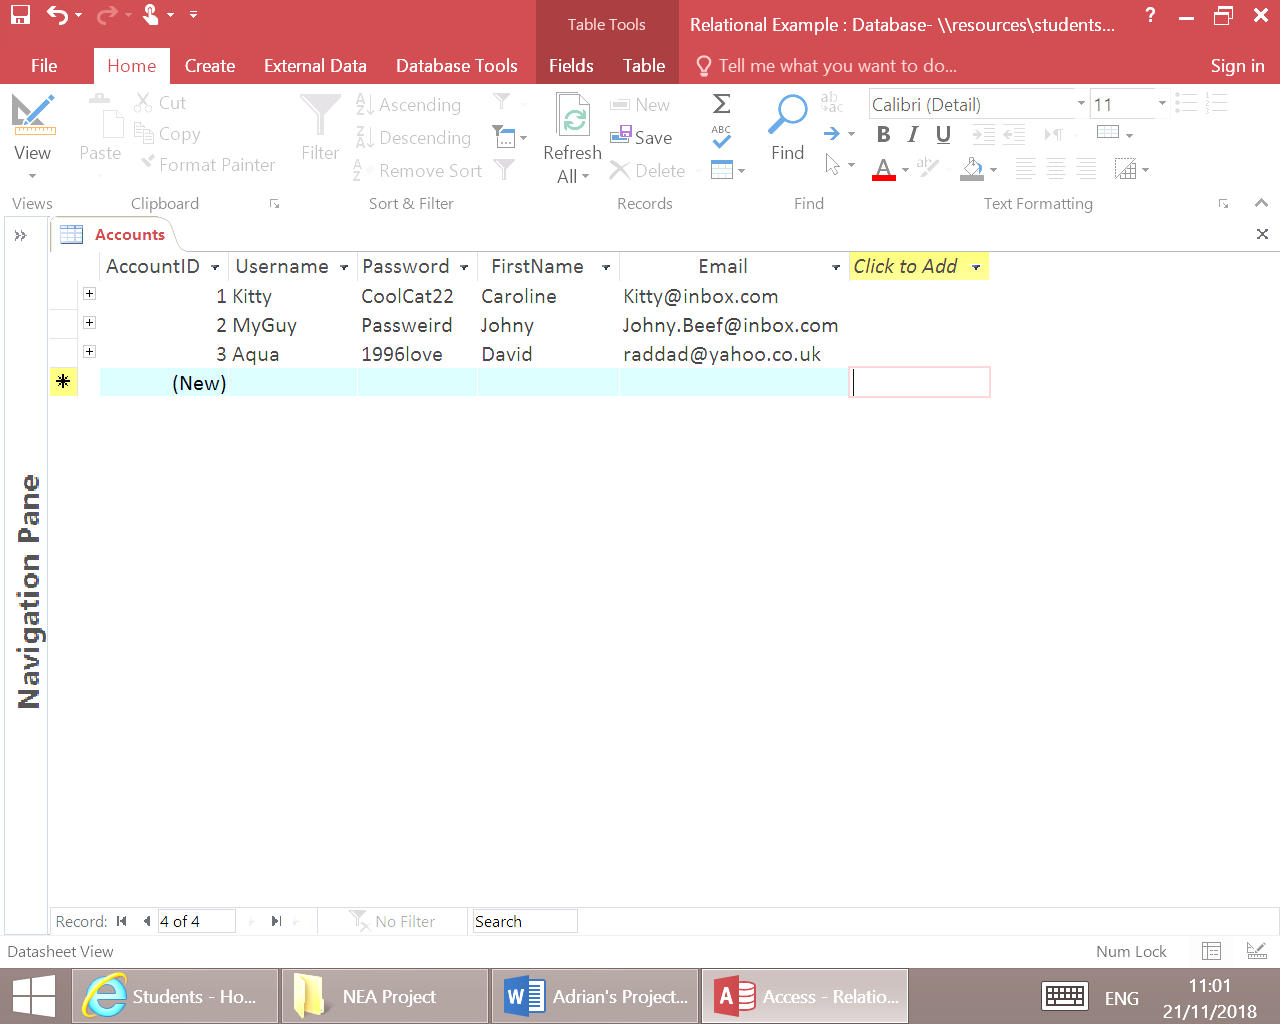 Table Tools
Relational Example : Database- \\resources\students...
?
File
Home
Create
External Data
Database Tools
Fields
Table
Tell me what you want to do...
Sign in
View
Paste
Cut
Copy
Format Painter
Filter
Ascending
Descending
Remove Sort
Refresh All
New
Save
Delete
ABC
Find
Calibri (Detail)
11
B I U
A
Views
Clipboard
Sort & Filter
Records
Find
Text Formatting
Accounts
AccountID Username Password FirstName Email Click to Add
1 Kitty CoolCat22 Caroline Kitty@inbox.com
2 MyGuy Passweird Johny Johny.Beef@inbox.com
3 Aqua 1996love David raddad@yahoo.co.uk
(New)
Navigation Pane
Record: 4 of 4 No Filter Search
Datasheet View
Num Lock
Students - Ho...
NEA Project
Adrian's Project...
Access - Relatio...
ENG
11:01
21/11/2018